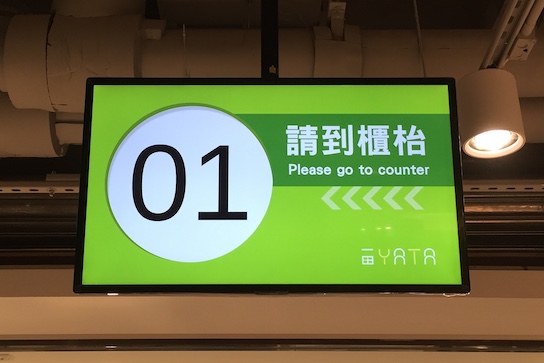 01
請到櫃枱
Please go to counter
YATA